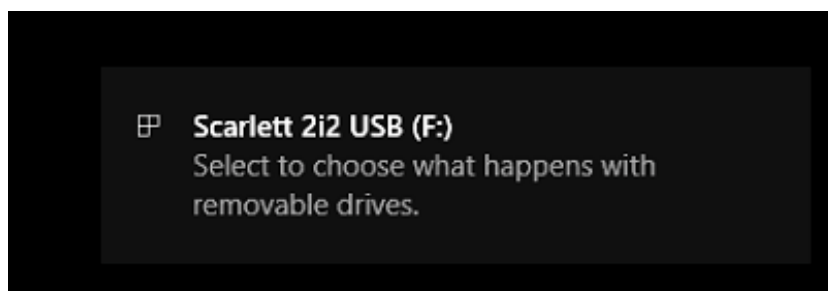 Scarlett 2i2 USB (F:)
Select to choose what happens with
removable drives.